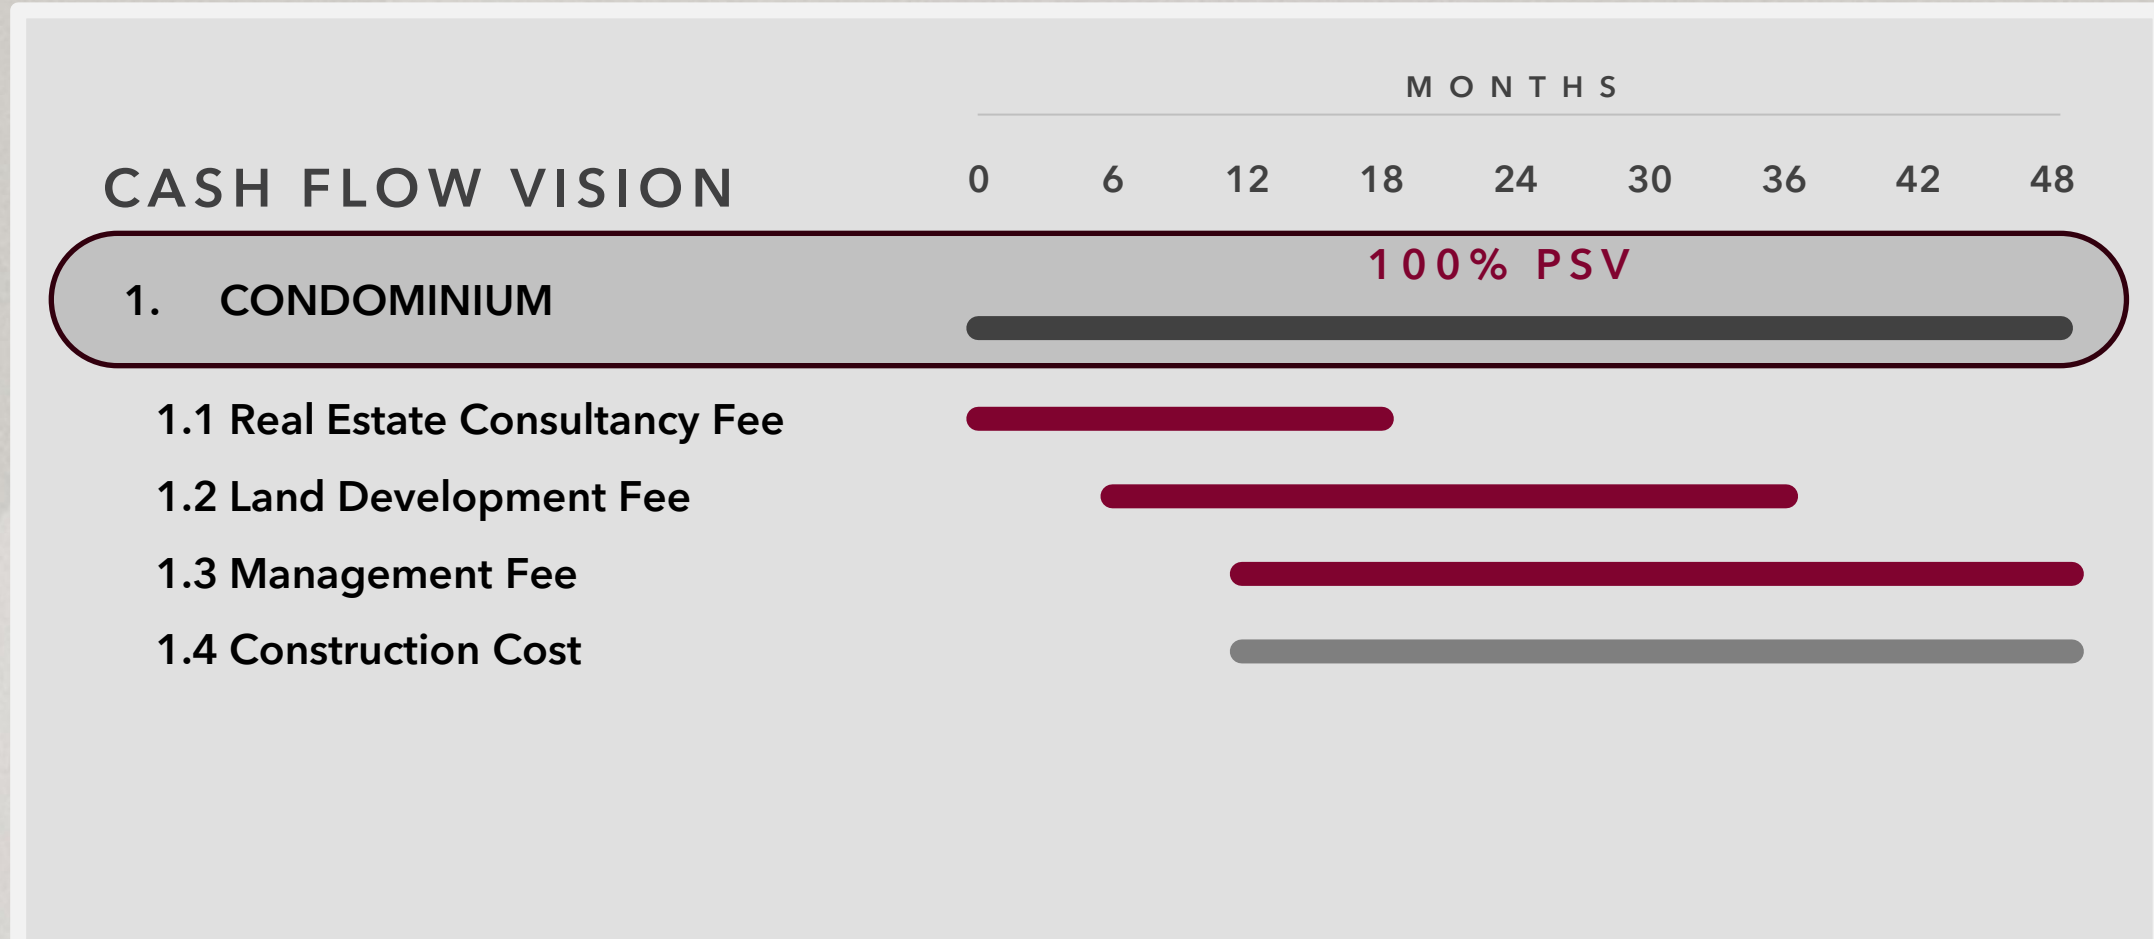 MONTHS
CASH FLOW VISION
0 6 12 18 24 30 36 42 48
100% PSV
1. CONDOMINIUM
1.1 Real Estate Consultancy Fee
1.2 Land Development Fee
1.3 Management Fee
1.4 Construction Cost